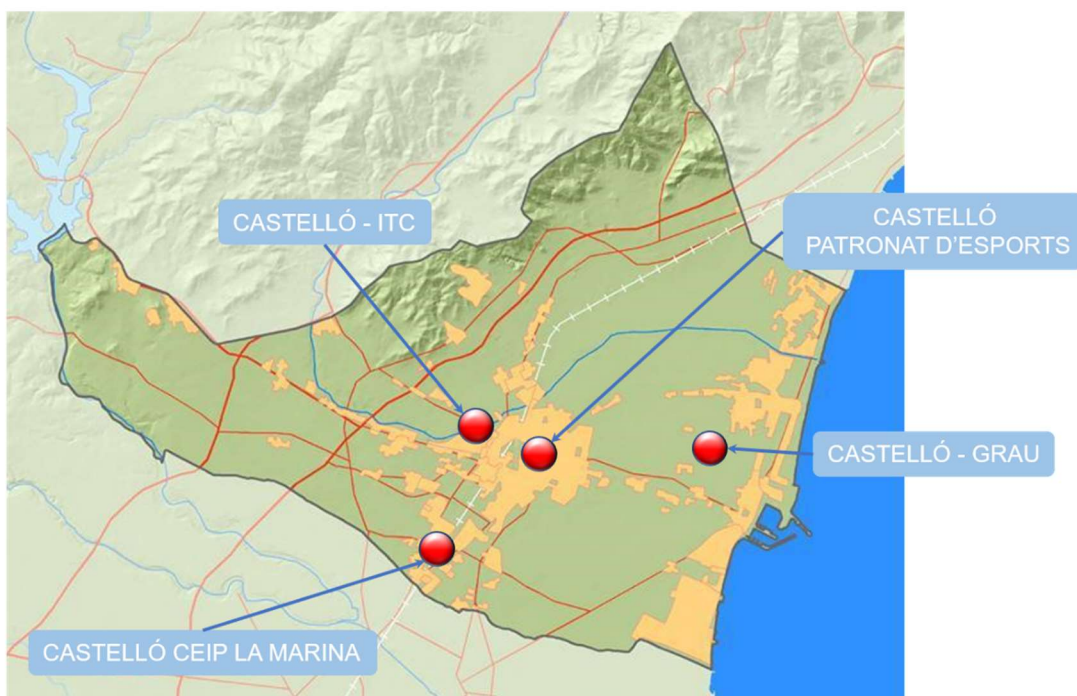 CASTELLÓ - ITC
CASTELLÓ
PATRONAT D'ESPORTS
CASTELLÓ - GRAU
CASTELLÓ CEIP LA MARINA